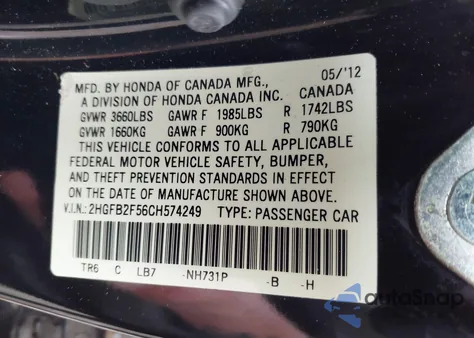 MFD. BY HONDA OF CANADA MFG., 05/'12
A DIVISION OF HONDA CANADA INC. CANADA
GVWR 3660LBS GAWR F 1985LBS R 1742LBS
GVWR 1660KG GAWR F 900KG R 790KG
THIS VEHICLE CONFORMS TO ALL APPLICABLE
FEDERAL MOTOR VEHICLE SAFETY, BUMPER,
AND THEFT PREVENTION STANDARDS IN EFFECT
ON THE DATE OF MANUFACTURE SHOWN ABOVE.
V.I.N.: 2HGFB2F56CH574249 TYPE: PASSENGER CAR
TR6 C LB7 -NH731P -B -H
autoSnap